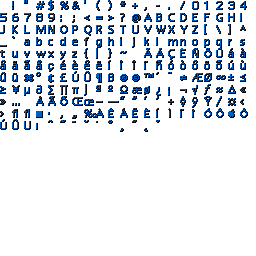 ! " # $ % & ' ( ) * + , - . / 0 1 2 3 4
5 6 7 8 9 : ; < = > ? @ A B C D E F G H I
J K L M N O P Q R S T U V W X Y Z [ \ ] ^
_ ` a b c d e f g h i j k l m n o p q r s
t u v w x y z { | } ~ Ä Å Ç É Ñ Ö Ü á à
â ä ã å ç é è ê ë í ì î ï ñ ó ò ô ö õ ú ù
û ü ° ¢ £ § ß ® © ™ ´ ¨ ≠ Æ Ø ∞ ± ≤
≥ ¥ µ ∂ ∑ ∏ π ∫ ª º Ω æ ø ¿ ¡ ¬ √ ƒ ≈ ∆ «
» … À Ã Õ Œ œ – — “ ” ‘ ’ ÷ ◊ ÿ Ÿ ⁄ ¤ ‹
› ﬁ ﬂ · ‚ „ ‰ Â Ê Á Ë È Í Î Ï Ì Ó Ô Ò
Ú Û Ù ı ˆ ˜ ¯ ˘ ˙ ˚ ¸ ˝ ˛ ˇ